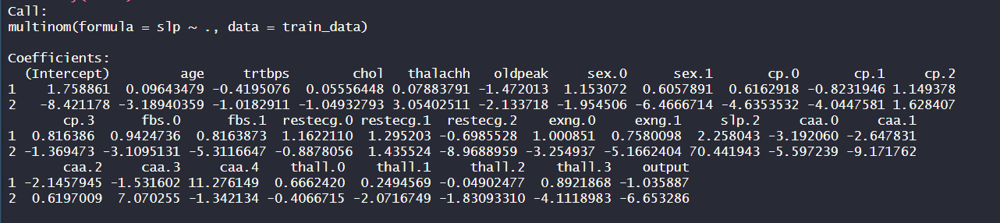 Call:
multinom(formula = slp ~ ., data = train_data)
Coefficients:
(Intercept) age trtbps chol thalachh oldpeak sex.0 sex.1 cp.0 cp.1 cp.2
1 1.758861 0.09643479 -0.4195076 0.05556448 0.07883791 -1.472013 1.153072 0.6057891 0.6162918 -0.8231946 1.149378
2 -8.421178 -3.18940359 -1.0182911 -1.04932793 3.05402511 -2.133718 -1.954506 -6.4666714 -4.6353532 -4.0447581 1.628407
cp.3 fbs.0 fbs.1 restecg.0 restecg.1 restecg.2 exng.0 exng.1 slp.2 caa.0 caa.1
1 0.816386 0.9424736 0.8163873 1.1622110 1.295203 -0.6985528 1.000851 0.7580098 2.258043 -3.192060 -2.647831
2 -1.369473 -3.1095131 -5.3116647 -0.8878056 1.435524 -8.9688959 -3.254937 -5.1662404 70.441943 -5.597239 -9.171762
caa.2 caa.3 caa.4 thall.0 thall.1 thall.2 thall.3 output
1 -2.1457945 -1.531602 11.276149 0.6662420 0.2494569 -0.04902477 0.8921868 -1.035887
2 0.6197009 7.070255 -1.342134 -0.4066715 -2.0716749 -1.83093310 -4.1118983 -6.653286